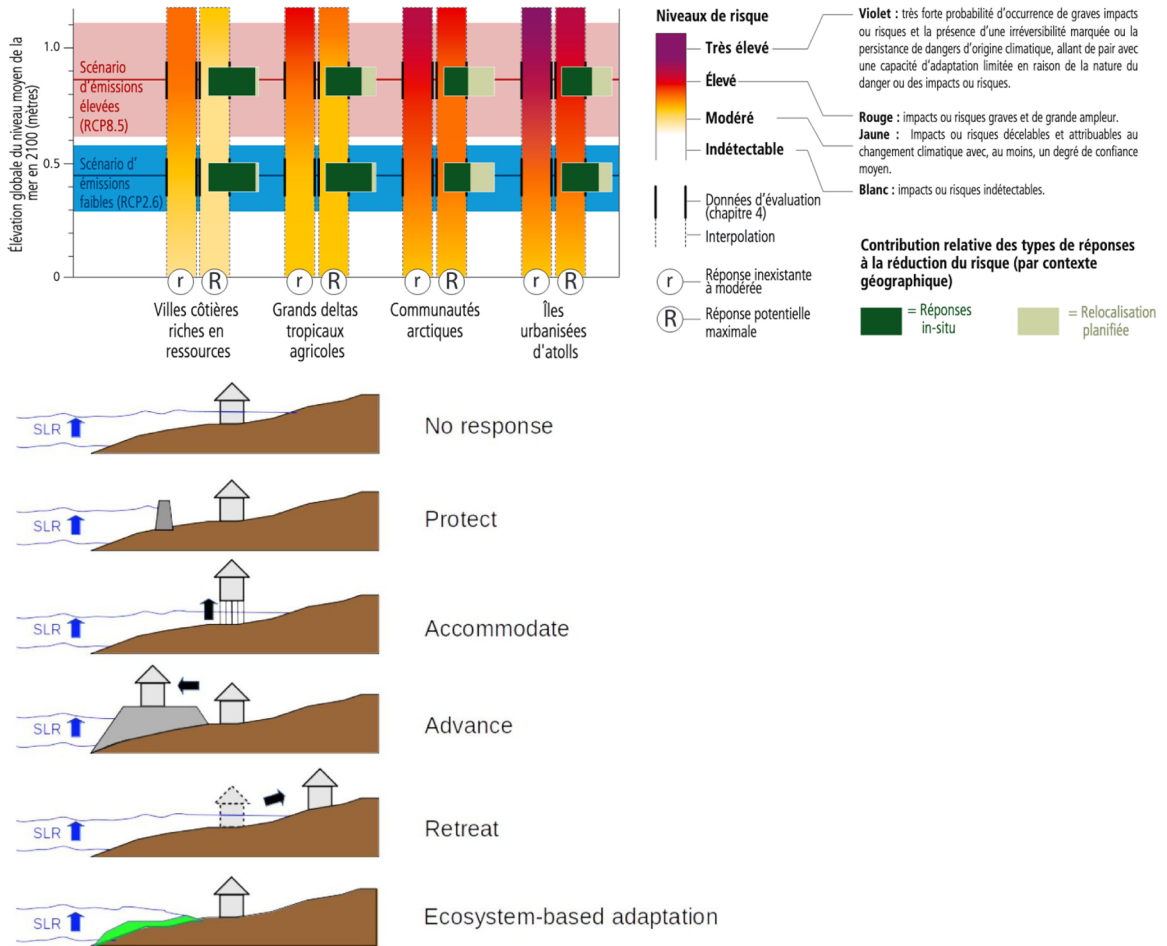 Élévation globale du niveau moyen de la
mer en 2100 (mètres)
1.0
0.5
0
Scénario
d'émissions
élevées
(RCP8.5)
Scénario d'
émissions
faibles (RCP2.6)
r R r R r R r R
Villes côtières
riches en
ressources
Grands deltas
tropicaux
agricoles
Communautés
arctiques
Îles
urbanisées
d'atolls
Niveaux de risque
Très élevé
Élevé
Modéré
Indétectable
Données d'évaluation
(chapitre 4)
Interpolation
r Réponse inexistante
à modérée
R Réponse potentielle
maximale
Violet : très forte probabilité d'occurrence de graves impacts
ou risques et la présence d'une irréversibilité marquée ou la
persistance de dangers d'origine climatique, allant de pair avec
une capacité d'adaptation limitée en raison de la nature du
danger ou des impacts ou risques.
Rouge : impacts ou risques graves et de grande ampleur.
Jaune : Impacts ou risques décelables et attribuables au
changement climatique avec, au moins, un degré de confiance
moyen.
Blanc : impacts ou risques indétectables.
Contribution relative des types de réponses
à la réduction du risque (par contexte
géographique)
= Réponses
in-situ
= Relocalisation
planifiée
SLR
No response
SLR
Protect
SLR
Accommodate
SLR
Advance
SLR
Retreat
SLR
Ecosystem-based adaptation